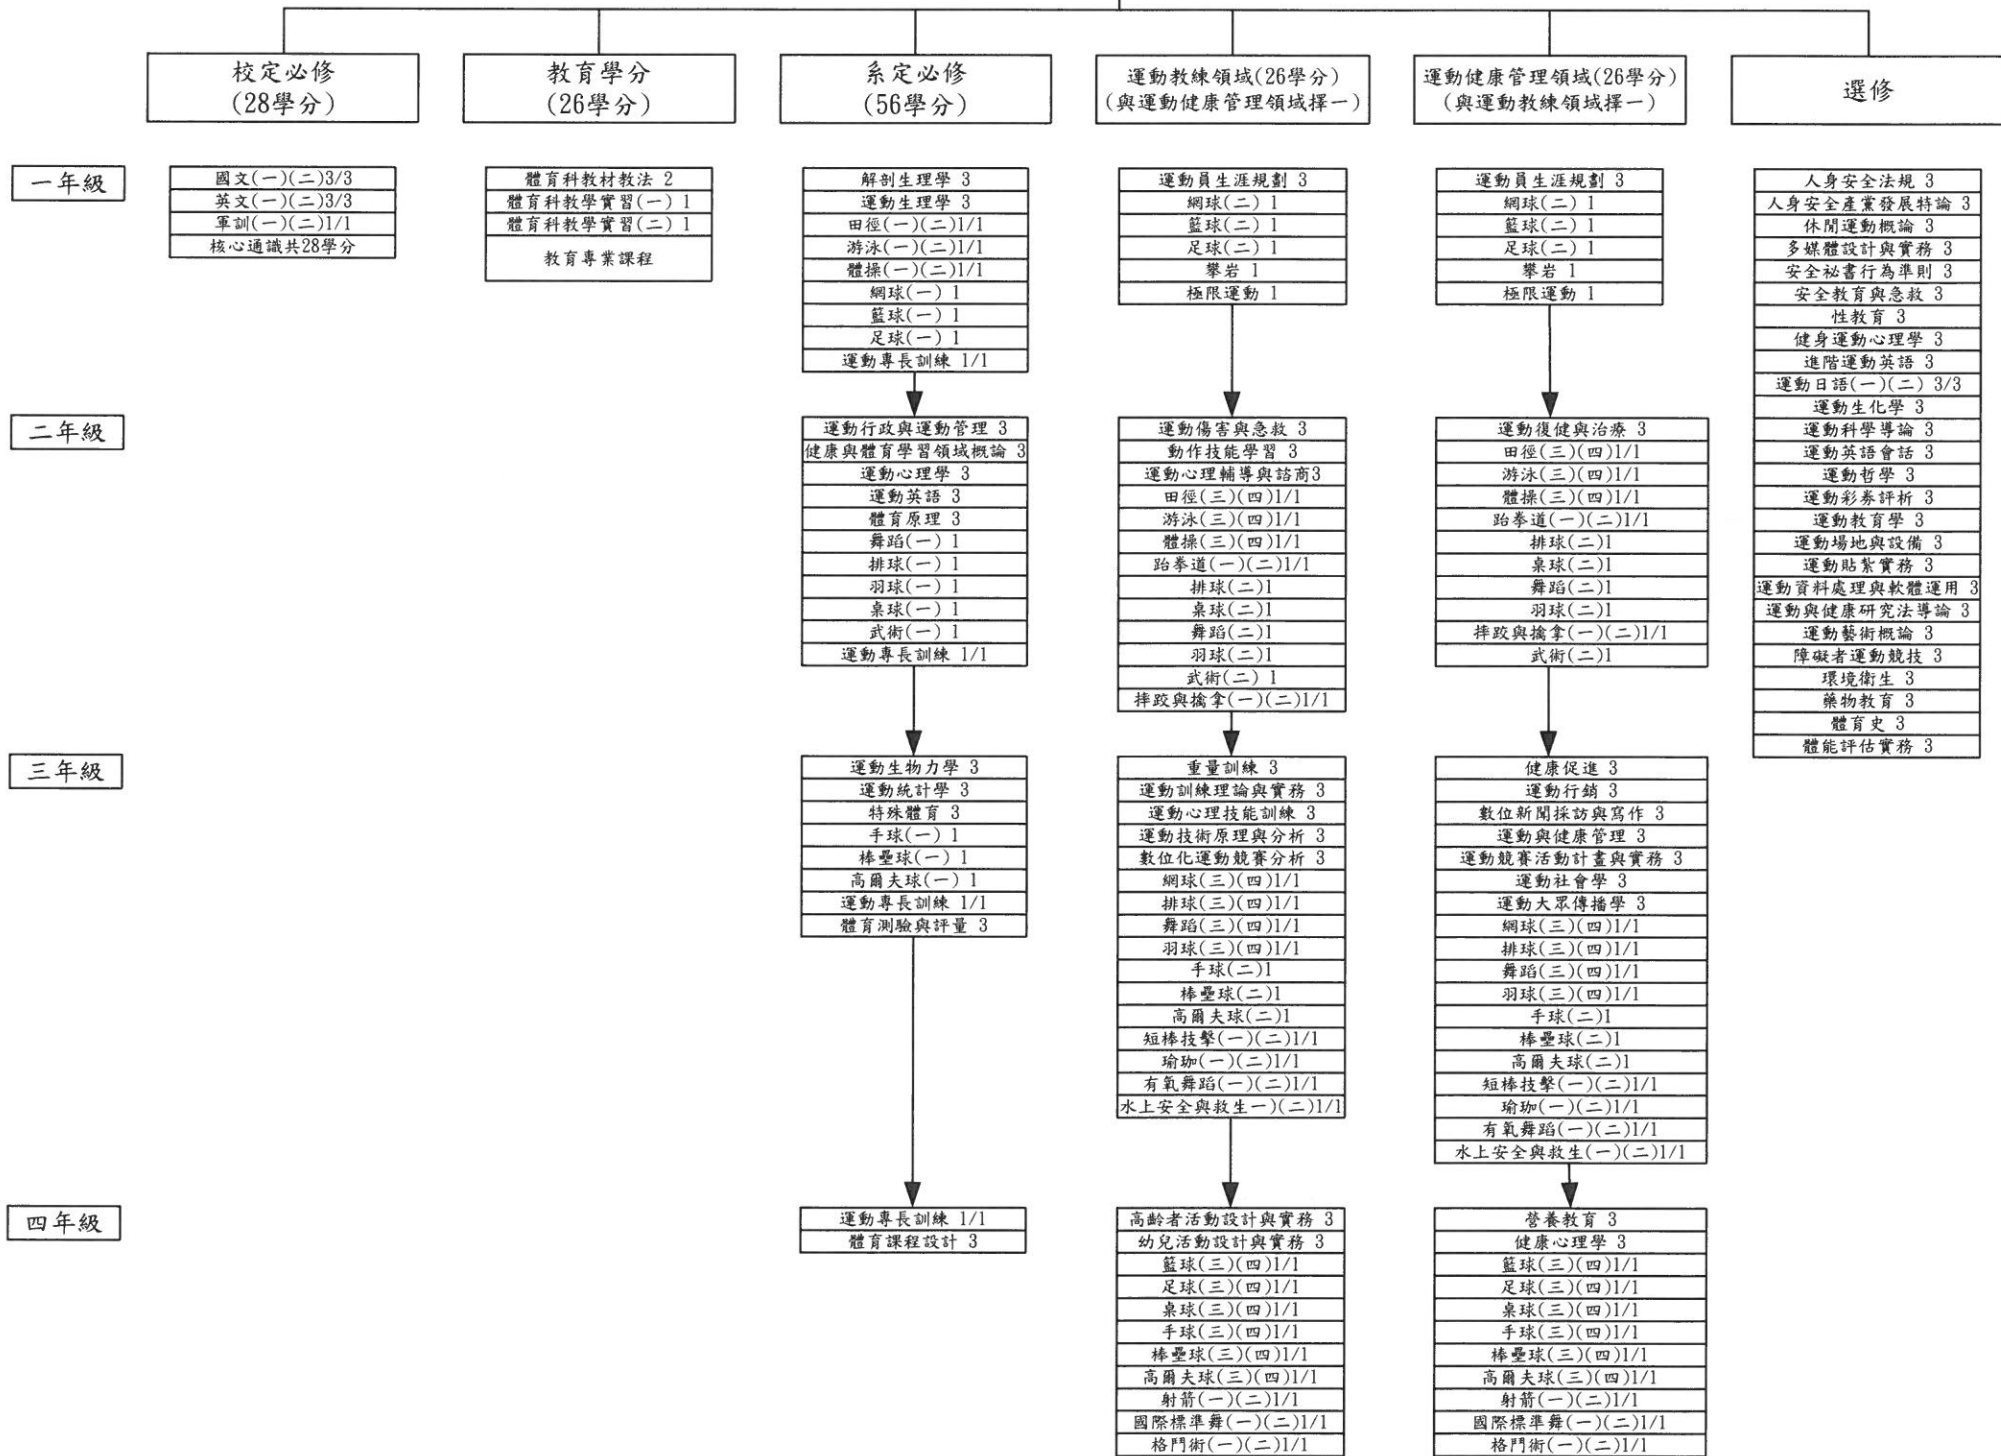 校定必修
(28學分)
教育學分
(26學分)
系定必修
(56學分)
運動教練領域(26學分)
(與運動健康管理領域擇一)
運動健康管理領域(26學分)
(與運動教練領域擇一)
選修
一年級
國文(一)(二)3/3
英文(一)(二)3/3
軍訓(一)(二)1/1
核心通識共28學分
體育科教材教法 2
體育科教學實習(一) 1
體育科教學實習(二) 1
教育專業課程
解剖生理學 3
運動生理學 3
田徑(一)(二)1/1
游泳(一)(二)1/1
體操(一)(二)1/1
網球(一) 1
籃球(一) 1
足球(一) 1
運動專長訓練 1/1
運動員生涯規劃 3
網球(二) 1
籃球(二) 1
足球(二) 1
攀岩 1
極限運動 1
運動員生涯規劃 3
網球(二) 1
籃球(二) 1
足球(二) 1
攀岩 1
極限運動 1
人身安全法規 3
人身安全產業發展特論 3
休閒運動概論 3
多媒體設計與實務 3
安全祕書行為準則 3
安全教育與急救 3
性教育 3
健身運動心理學 3
進階運動英語 3
運動日語(一)(二) 3/3
運動生化學 3
運動科學導論 3
運動英語會話 3
運動哲學 3
運動彩券評析 3
運動教育學 3
運動場地與設備 3
運動貼紮實務 3
運動資料處理與軟體運用 3
運動與健康研究法導論 3
運動藝術概論 3
障礙者運動競技 3
環境衛生 3
藥物教育 3
體育史 3
體能評估實務 3
二年級
運動行政與運動管理 3
健康與體育學習領域概論 3
運動心理學 3
運動英語 3
體育原理 3
舞蹈(一) 1
排球(一) 1
羽球(一) 1
桌球(一) 1
武術(一) 1
運動專長訓練 1/1
運動傷害與急救 3
動作技能學習 3
運動心理輔導與諮商3
田徑(三)(四)1/1
游泳(三)(四)1/1
體操(三)(四)1/1
跆拳道(一)(二)1/1
排球(二)1
桌球(二)1
舞蹈(二)1
羽球(二)1
武術(二) 1
摔跤與擒拿(一)(二)1/1
運動復健與治療 3
田徑(三)(四)1/1
游泳(三)(四)1/1
體操(三)(四)1/1
跆拳道(一)(二)1/1
排球(二)1
桌球(二)1
舞蹈(二)1
羽球(二)1
摔跤與擒拿(一)(二)1/1
武術(二)1
三年級
運動生物力學 3
運動統計學 3
特殊體育 3
手球(一) 1
棒壘球(一) 1
高爾夫球(一) 1
運動專長訓練 1/1
體育測驗與評量 3
重量訓練 3
運動訓練理論與實務 3
運動心理技能訓練 3
運動技術原理與分析 3
數位化運動競賽分析 3
網球(三)(四)1/1
排球(三)(四)1/1
舞蹈(三)(四)1/1
羽球(三)(四)1/1
手球(二)1
棒壘球(二)1
高爾夫球(二)1
短棒技擊(一)(二)1/1
瑜珈(一)(二)1/1
有氧舞蹈(一)(二)1/1
水上安全與救生一)(二)1/1
健康促進 3
運動行銷 3
數位新聞採訪與寫作 3
運動與健康管理 3
運動競賽活動計畫與實務 3
運動社會學 3
運動大眾傳播學 3
網球(三)(四)1/1
排球(三)(四)1/1
舞蹈(三)(四)1/1
羽球(三)(四)1/1
手球(二)1
棒壘球(二)1
高爾夫球(二)1
短棒技擊(一)(二)1/1
瑜珈(一)(二)1/1
有氧舞蹈(一)(二)1/1
水上安全與救生(一)(二)1/1
四年級
運動專長訓練 1/1
體育課程設計 3
高齡者活動設計與實務 3
幼兒活動設計與實務 3
籃球(三)(四)1/1
足球(三)(四)1/1
桌球(三)(四)1/1
手球(三)(四)1/1
棒壘球(三)(四)1/1
高爾夫球(三)(四)1/1
射箭(一)(二)1/1
國際標準舞(一)(二)1/1
格鬥術(一)(二)1/1
營養教育 3
健康心理學 3
籃球(三)(四)1/1
足球(三)(四)1/1
桌球(三)(四)1/1
手球(三)(四)1/1
棒壘球(三)(四)1/1
高爾夫球(三)(四)1/1
射箭(一)(二)1/1
國際標準舞(一)(二)1/1
格鬥術(一)(二)1/1